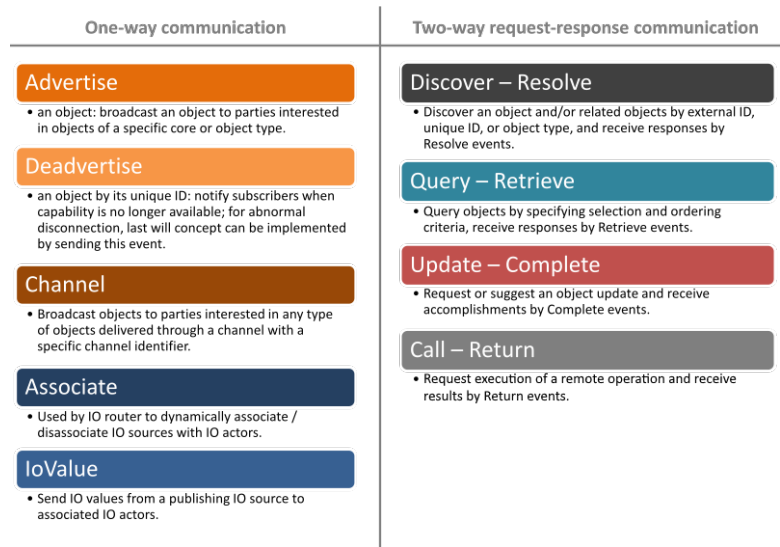 One-way communication
Advertise
• an object: broadcast an object to parties interested
in objects of a specific core or object type.
Deadvertise
• an object by its unique ID: notify subscribers when
capability is no longer available; for abnormal
disconnection, last will concept can be implemented
by sending this event.
Channel
• Broadcast objects to parties interested in any type
of objects delivered through a channel with a
specific channel identifier.
Associate
• Used by IO router to dynamically associate /
disassociate IO sources with IO actors.
IoValue
• Send IO values from a publishing IO source to
associated IO actors.
Two-way request-response communication
Discover – Resolve
• Discover an object and/or related objects by external ID,
unique ID, or object type, and receive responses by
Resolve events.
Query – Retrieve
• Query objects by specifying selection and ordering
criteria, receive responses by Retrieve events.
Update – Complete
• Request or suggest an object update and receive
accomplishments by Complete events.
Call – Return
• Request execution of a remote operation and receive
results by Return events.